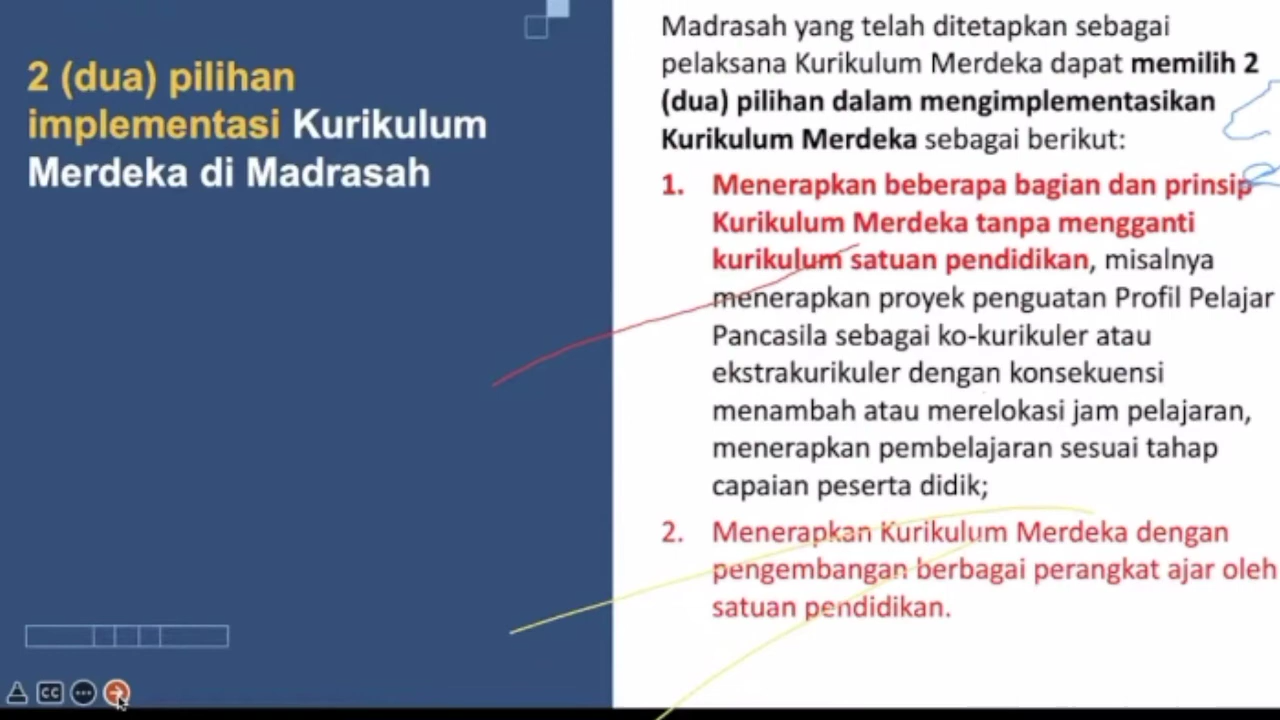 2 (dua) pilihan
implementasi Kurikulum
Merdeka di Madrasah
Madrasah yang telah ditetapkan sebagai
pelaksana Kurikulum Merdeka dapat memilih 2
(dua) pilihan dalam mengimplementasikan
Kurikulum Merdeka sebagai berikut:
1. Menerapkan beberapa bagian dan prinsip
Kurikulum Merdeka tanpa mengganti
kurikulum satuan pendidikan, misalnya
menerapkan proyek penguatan Profil Pelajar
Pancasila sebagai ko-kurikuler atau
ekstrakurikuler dengan konsekuensi
menambah atau merelokasi jam pelajaran,
menerapkan pembelajaran sesuai tahap
capaian peserta didik;
2. Menerapkan Kurikulum Merdeka dengan
pengembangan berbagai perangkat ajar oleh
satuan pendidikan.
CC